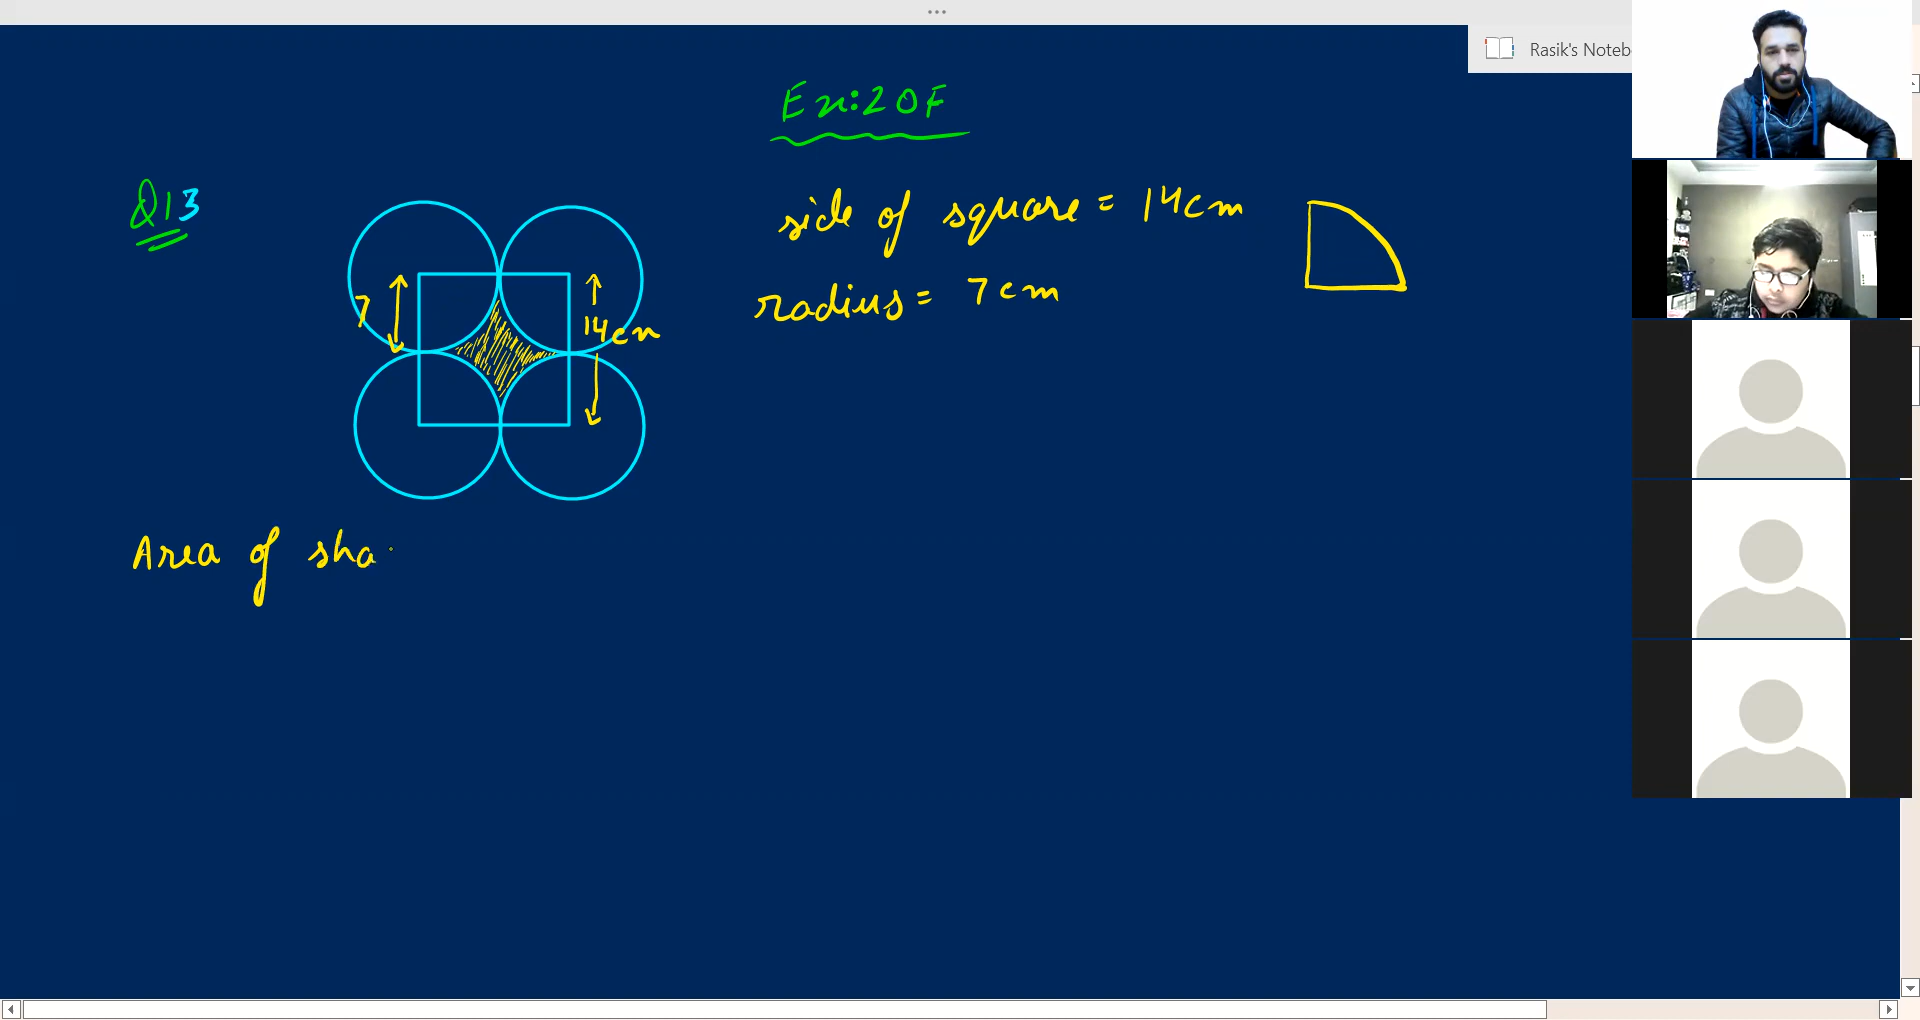 Rasik's Noteb
Ex: 20F
Q13
side of square = 14cm
radius = 7cm
7
14cm
Area of sha